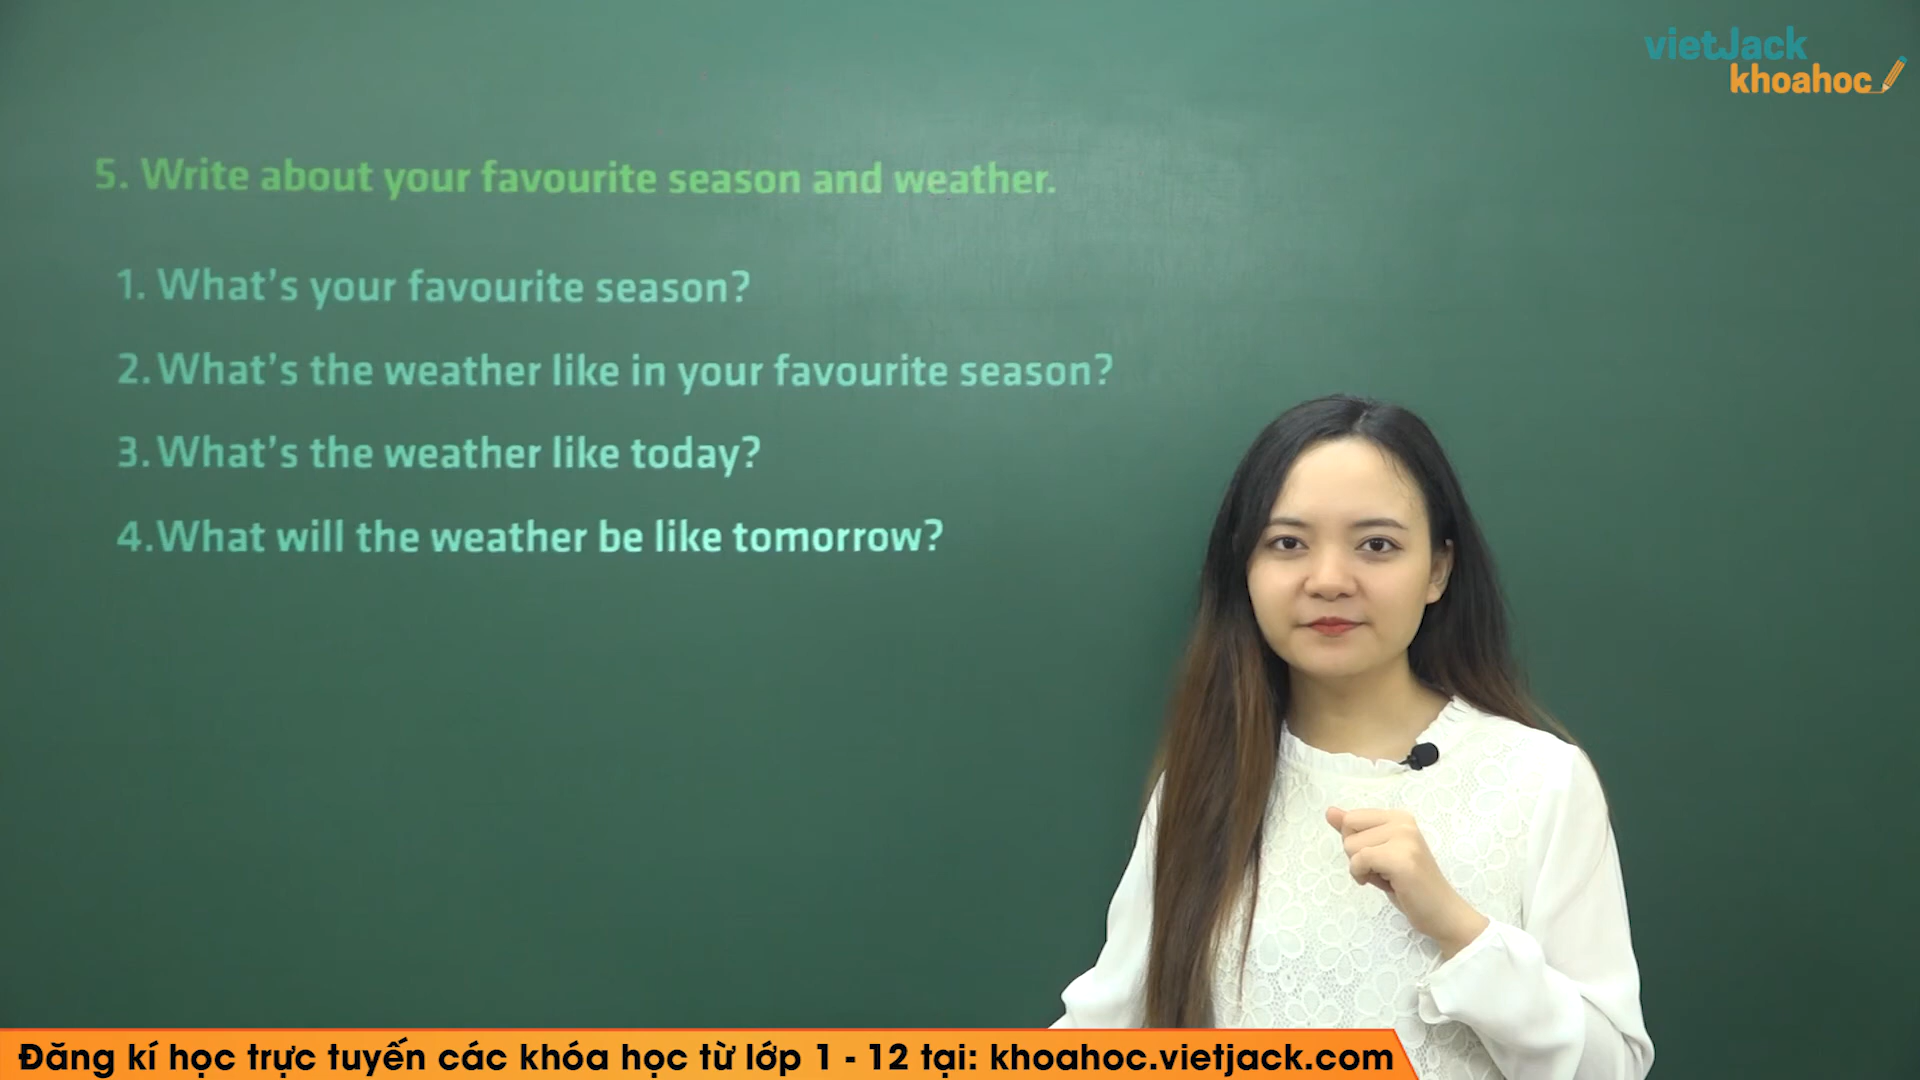 vietJack
khoahoc
5. Write about your favourite season and weather.
1. What's your favourite season?
2. What's the weather like in your favourite season?
3. What's the weather like today?
4. What will the weather be like tomorrow?
Đăng kí học trực tuyến các khóa học từ lớp 1 - 12 tại: khoahoc.vietjack.com